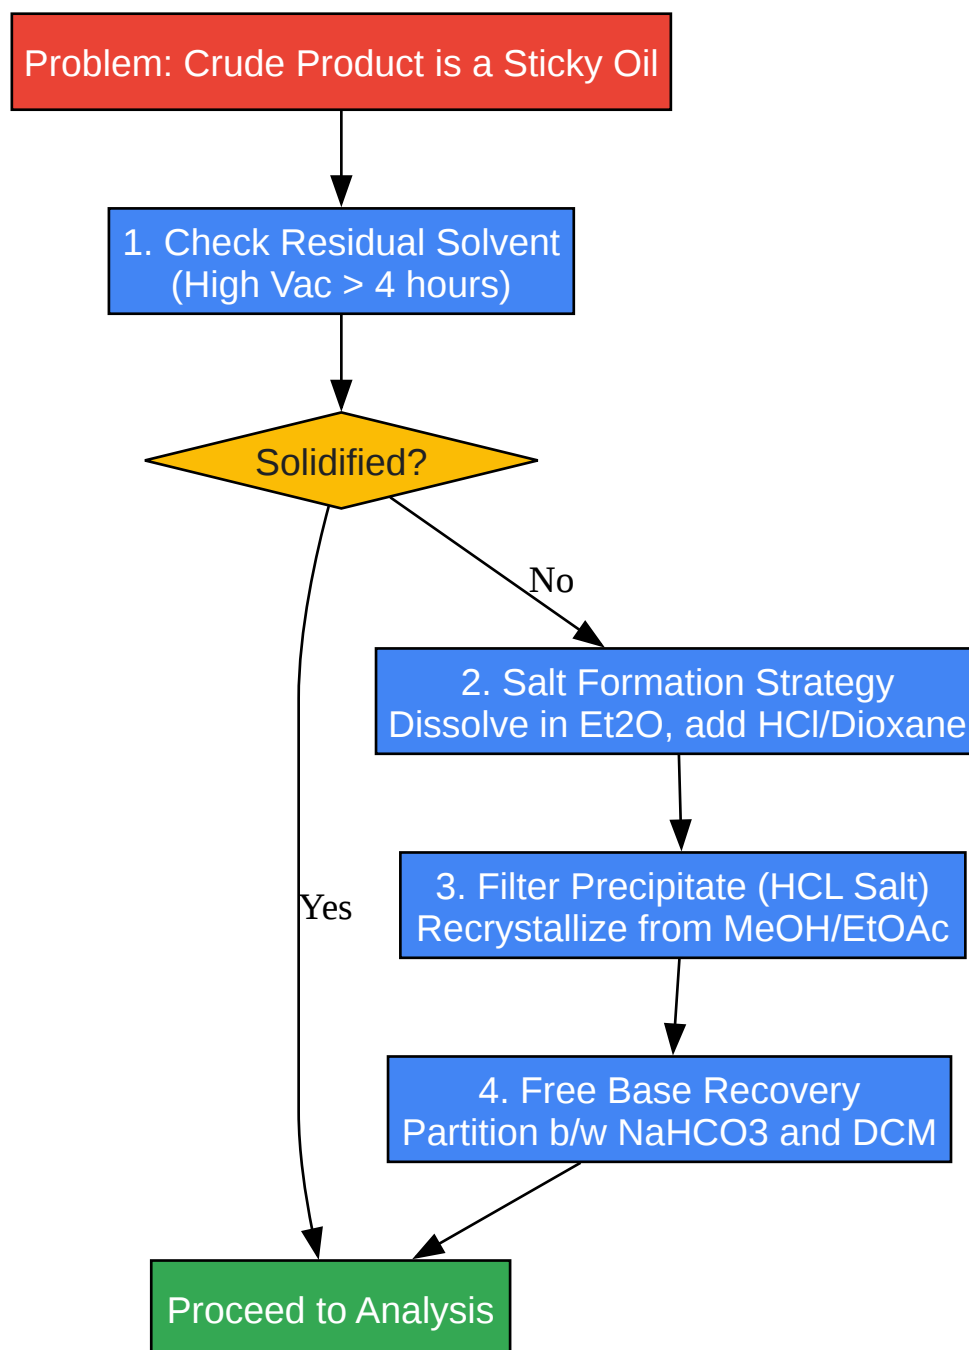 Problem: Crude Product is a Sticky Oil
1. Check Residual Solvent
(High Vac > 4 hours)
Solidified?
No
2. Salt Formation Strategy
Dissolve in Et2O, add HCl/Dioxane
3. Filter Precipitate (HCL Salt)
Recrystallize from MeOH/EtOAc
Yes
4. Free Base Recovery
Partition b/w NaHCO3 and DCM
Proceed to Analysis